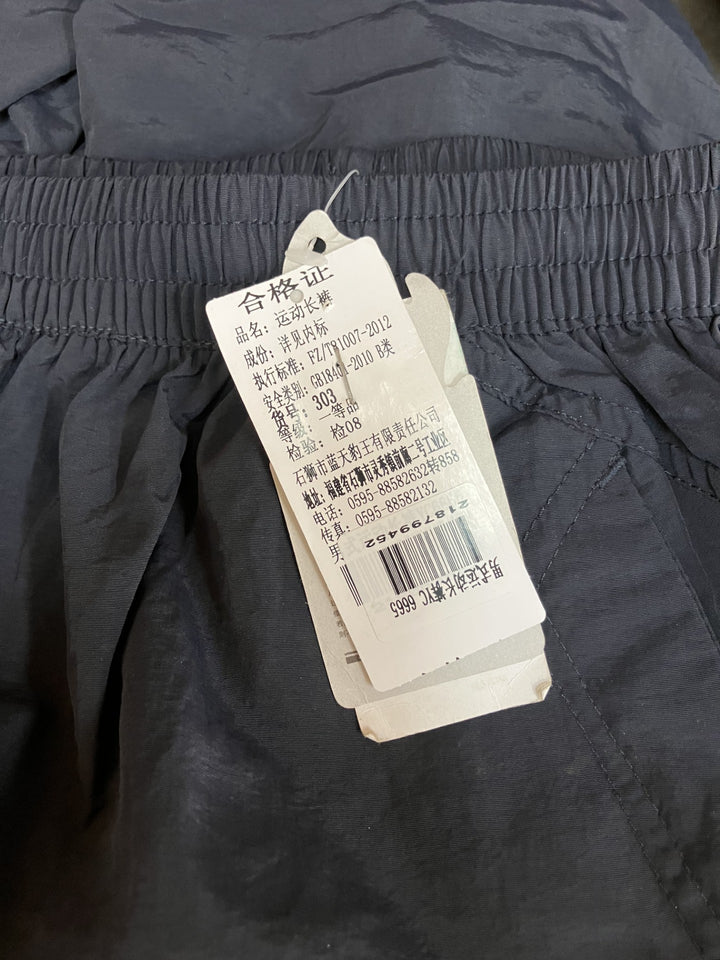 合格证
品名：运动长裤
成份：详见内标
执行标准：FZ/T81007-2012
安全类别：GB18401-2010 B类
货号：303
等级：一等品
检验：检08
石狮市蓝天豹王有限责任公司
地址：福建省石狮市灵秀镇前廊二号工业区
电话：0595-88582632转858
传真：0595-88582132
男
218799452
男式运动长裤YC 6665